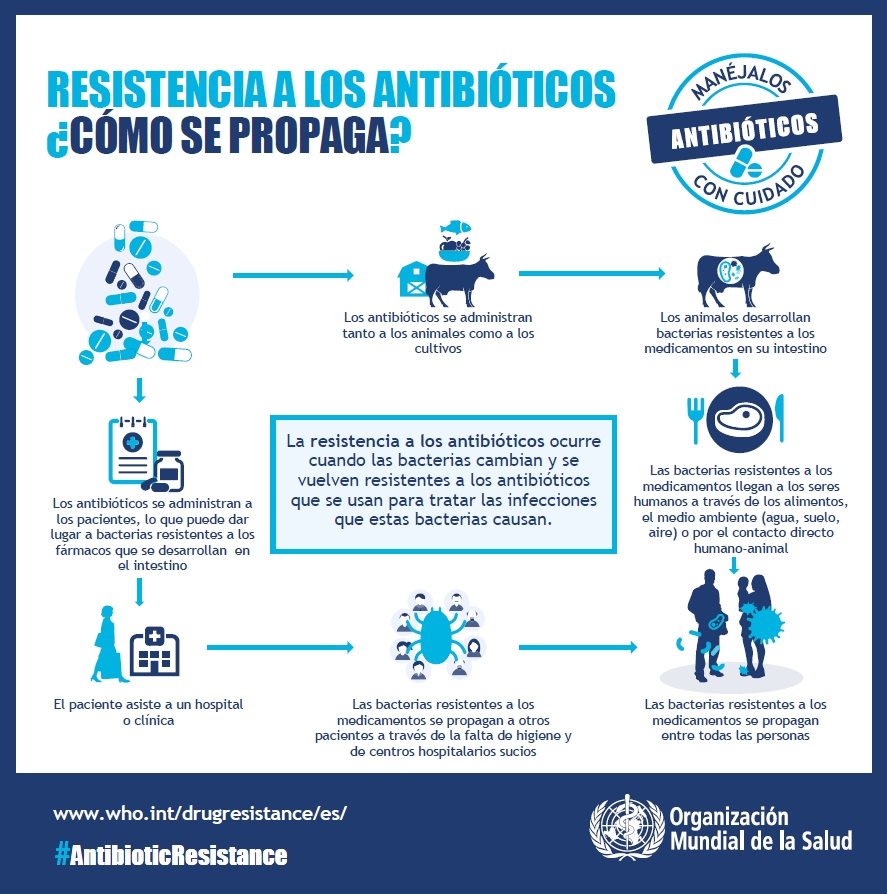 RESISTENCIA A LOS ANTIBIÓTICOS
¿CÓMO SE PROPAGA?
MANÉJALOS
ANTIBIÓTICOS
CON CUIDADO
Los antibióticos se administran
tanto a los animales como a los
cultivos
Los animales desarrollan
bacterias resistentes a los
medicamentos en su intestino
Los antibióticos se administran a
los pacientes, lo que puede dar
lugar a bacterias resistentes a los
fármacos que se desarrollan en
el intestino
La resistencia a los antibióticos ocurre
cuando las bacterias cambian y se
vuelven resistentes a los antibióticos
que se usan para tratar las infecciones
que estas bacterias causan.
Las bacterias resistentes a los
medicamentos llegan a los seres
humanos a través de los alimentos,
el medio ambiente (agua, suelo,
aire) o por el contacto directo
humano-animal
El paciente asiste a un hospital
o clínica
Las bacterias resistentes a los
medicamentos se propagan a otros
pacientes a través de la falta de higiene y
de centros hospitalarios sucios
Las bacterias resistentes a los
medicamentos se propagan
entre todas las personas
www.who.int/drugresistance/es/
#AntibioticResistance
Organización
Mundial de la Salud